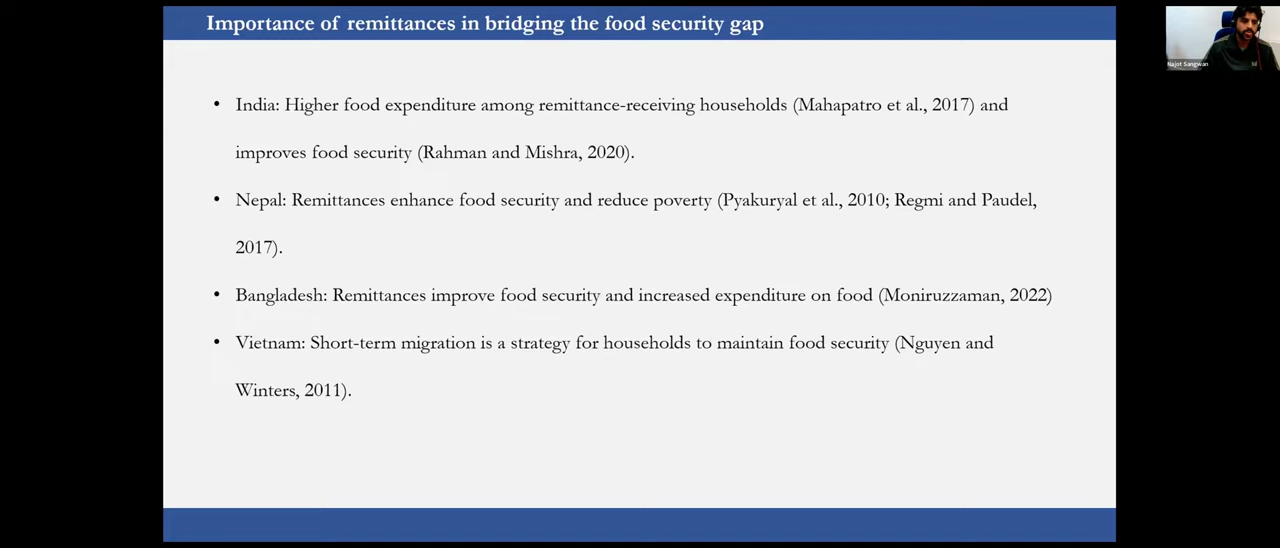 Importance of remittances in bridging the food security gap
Najot Sangwan
• India: Higher food expenditure among remittance-receiving households (Mahapatro et al., 2017) and
improves food security (Rahman and Mishra, 2020).
• Nepal: Remittances enhance food security and reduce poverty (Pyakuryal et al., 2010; Regmi and Paudel,
2017).
• Bangladesh: Remittances improve food security and increased expenditure on food (Moniruzzaman, 2022)
• Vietnam: Short-term migration is a strategy for households to maintain food security (Nguyen and
Winters, 2011).